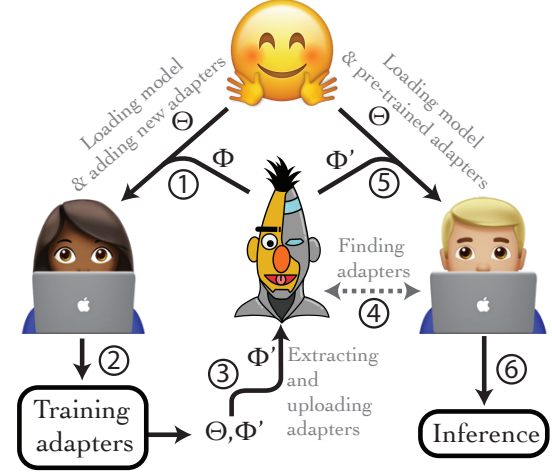 Loading model
& adding new adapters
Θ
Φ
①
Loading model
& pre-trained adapters
Θ
Φ'
⑤
Finding
adapters
④
②
Training
adapters
Θ,Φ'
③
Φ'
Extracting
and
uploading
adapters
⑥
Inference